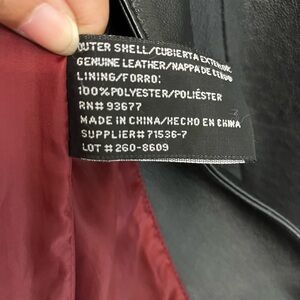 OUTER SHELL/CUBIERTA EXTERIOR:
GENUINE LEATHER/NAPPA DE CERDO
LINING/FORRO:
100%POLYESTER/POLIÉSTER
RN# 93677
MADE IN CHINA/HECHO EN CHINA
SUPPLIER# 71536-7
LOT # 260-8609